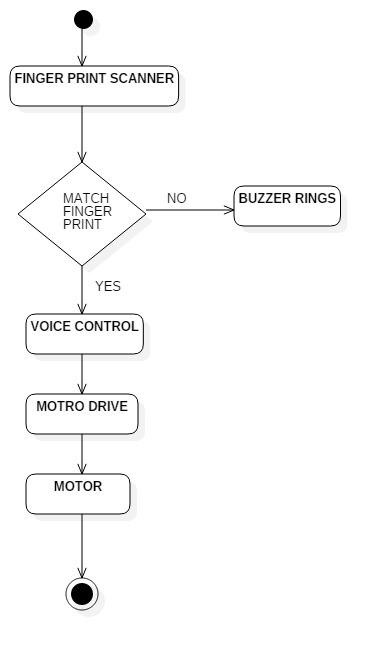 FINGER PRINT SCANNER
MATCH
FINGER
PRINT
NO
BUZZER RINGS
YES
VOICE CONTROL
MOTRO DRIVE
MOTOR